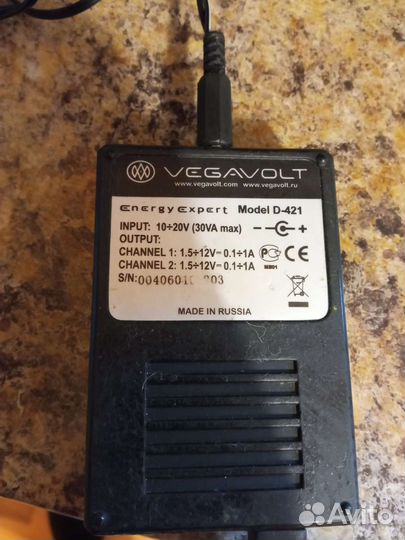 VEGAVOLT
www.vegavolt.com www.vegavolt.ru
Energy Expert Model D-421
INPUT: 10÷20V (30VA max)
OUTPUT:
CHANNEL 1: 1.5÷12V⎓0.1÷1A
CHANNEL 2: 1.5÷12V⎓0.1÷1A
S/N:
MADE IN RUSSIA
Avito